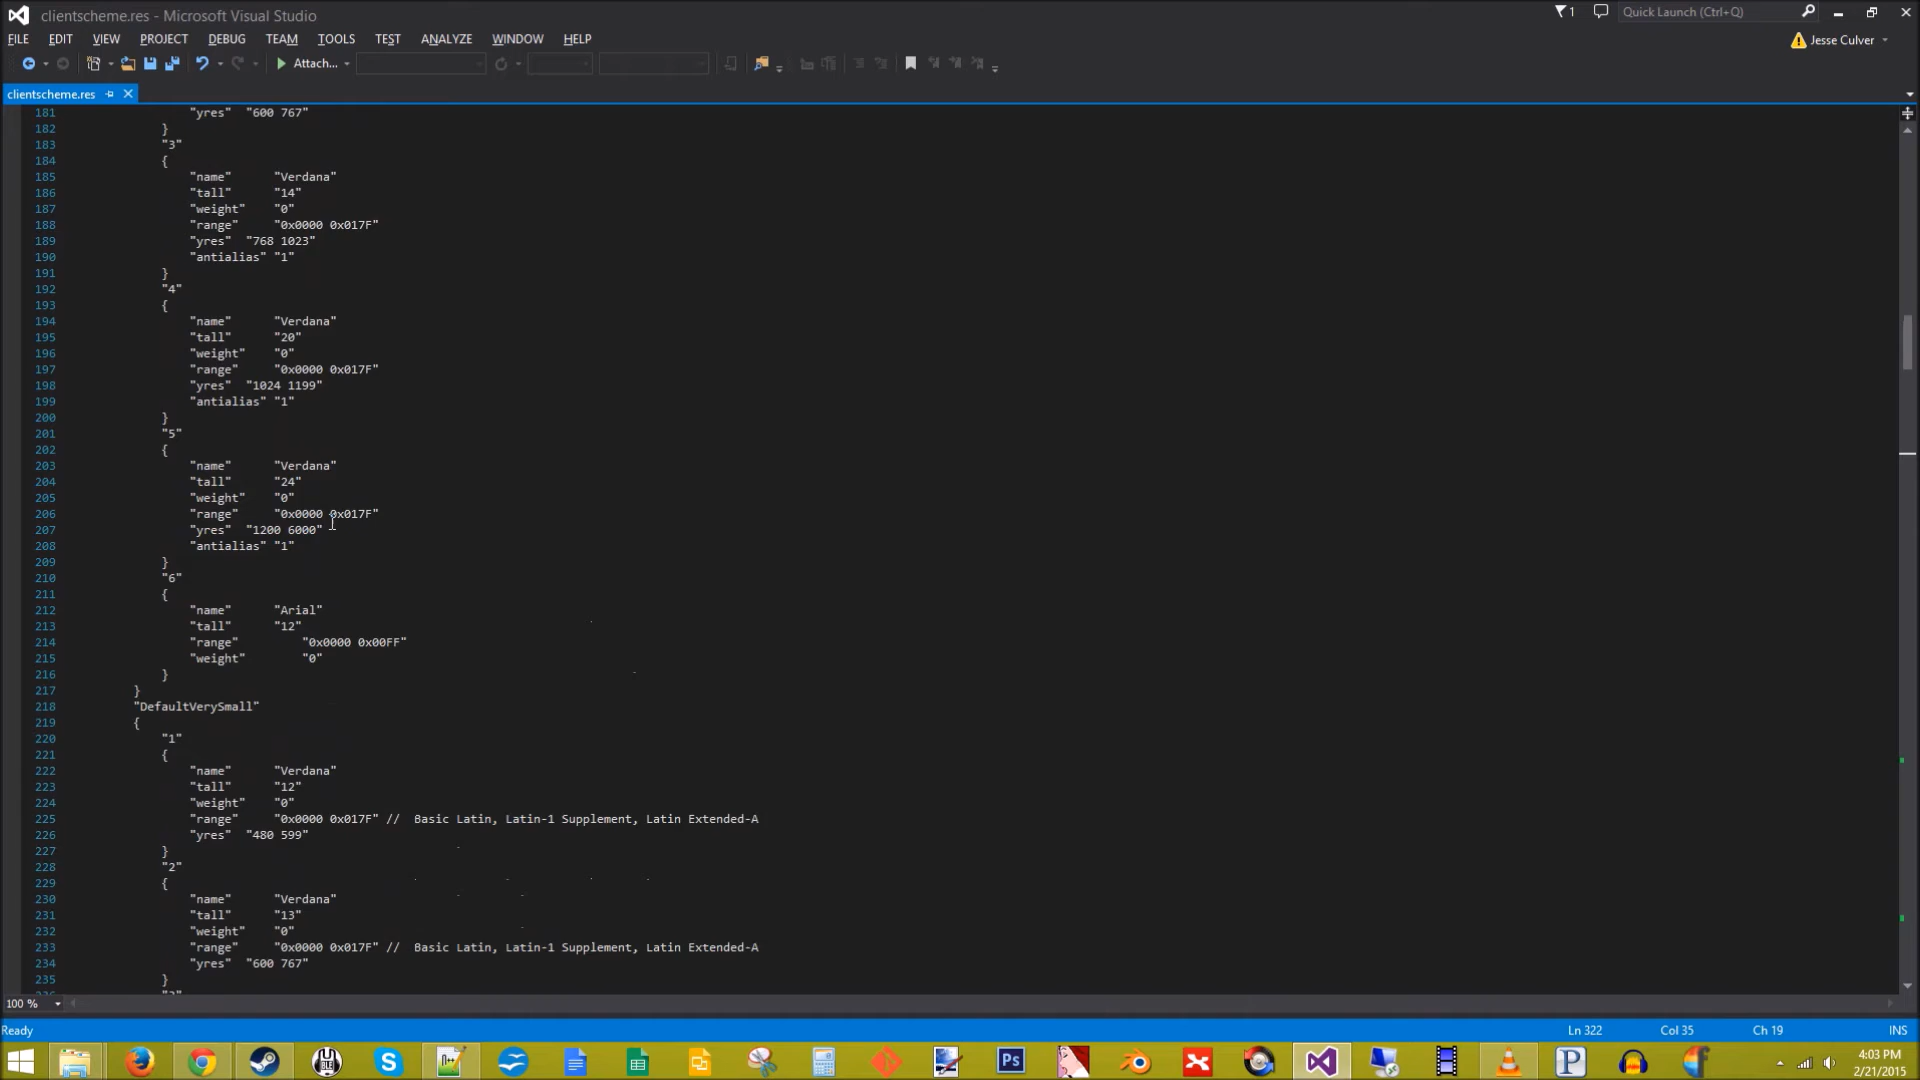 clientscheme.res - Microsoft Visual Studio
1
Quick Launch (Ctrl+Q)
FILE EDIT VIEW PROJECT DEBUG TEAM TOOLS TEST ANALYZE WINDOW HELP
Jesse Culver
Attach...
clientscheme.res
181 "yres" "600 767"
182 }
183 "3"
184 {
185 "name" "Verdana"
186 "tall" "14"
187 "weight" "0"
188 "range" "0x0000 0x017F"
189 "yres" "768 1023"
190 "antialias" "1"
191 }
192 "4"
193 {
194 "name" "Verdana"
195 "tall" "20"
196 "weight" "0"
197 "range" "0x0000 0x017F"
198 "yres" "1024 1199"
199 "antialias" "1"
200 }
201 "5"
202 {
203 "name" "Verdana"
204 "tall" "24"
205 "weight" "0"
206 "range" "0x0000 0x017F"
207 "yres" "1200 6000"
208 "antialias" "1"
209 }
210 "6"
211 {
212 "name" "Arial"
213 "tall" "12"
214 "range" "0x0000 0x00FF"
215 "weight" "0"
216 }
217 }
218 "DefaultVerySmall"
219 {
220 "1"
221 {
222 "name" "Verdana"
223 "tall" "12"
224 "weight" "0"
225 "range" "0x0000 0x017F" // Basic Latin, Latin-1 Supplement, Latin Extended-A
226 "yres" "480 599"
227 }
228 "2"
229 {
230 "name" "Verdana"
231 "tall" "13"
232 "weight" "0"
233 "range" "0x0000 0x017F" // Basic Latin, Latin-1 Supplement, Latin Extended-A
234 "yres" "600 767"
235 }
100 %
Ready Ln 322 Col 35 Ch 19 INS
Ps
4:03 PM
2/21/2015